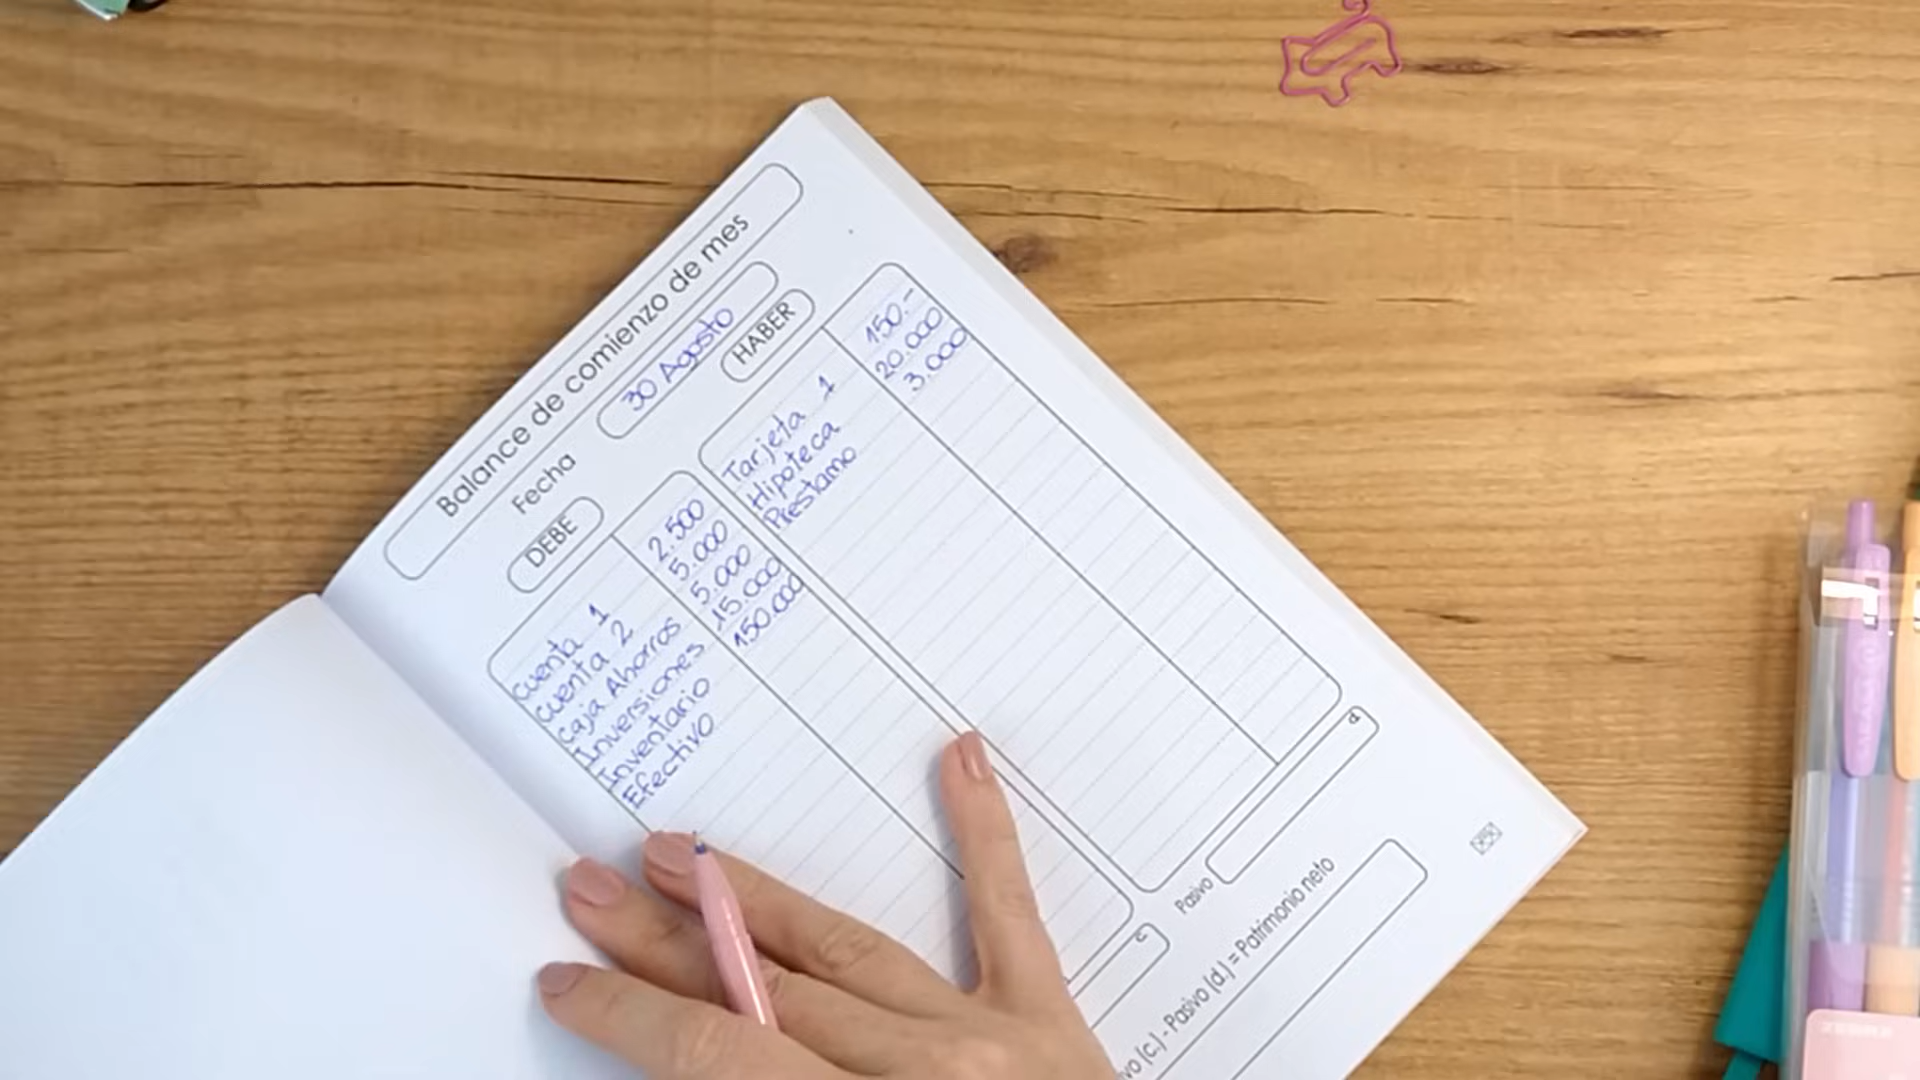 Balance de comienzo de mes
Fecha 30 Agosto
DEBE
Cuenta 1 2.500
Cuenta 2 5.000
Caja Ahorros 5.000
Inversiones 15.000
Inventario 150.000
Efectivo
c
HABER
Tarjeta 1 150.-
Hipoteca 20.000
Prestamo 3.000
Pasivo d
(c.) - Pasivo (d.) = Patrimonio neto